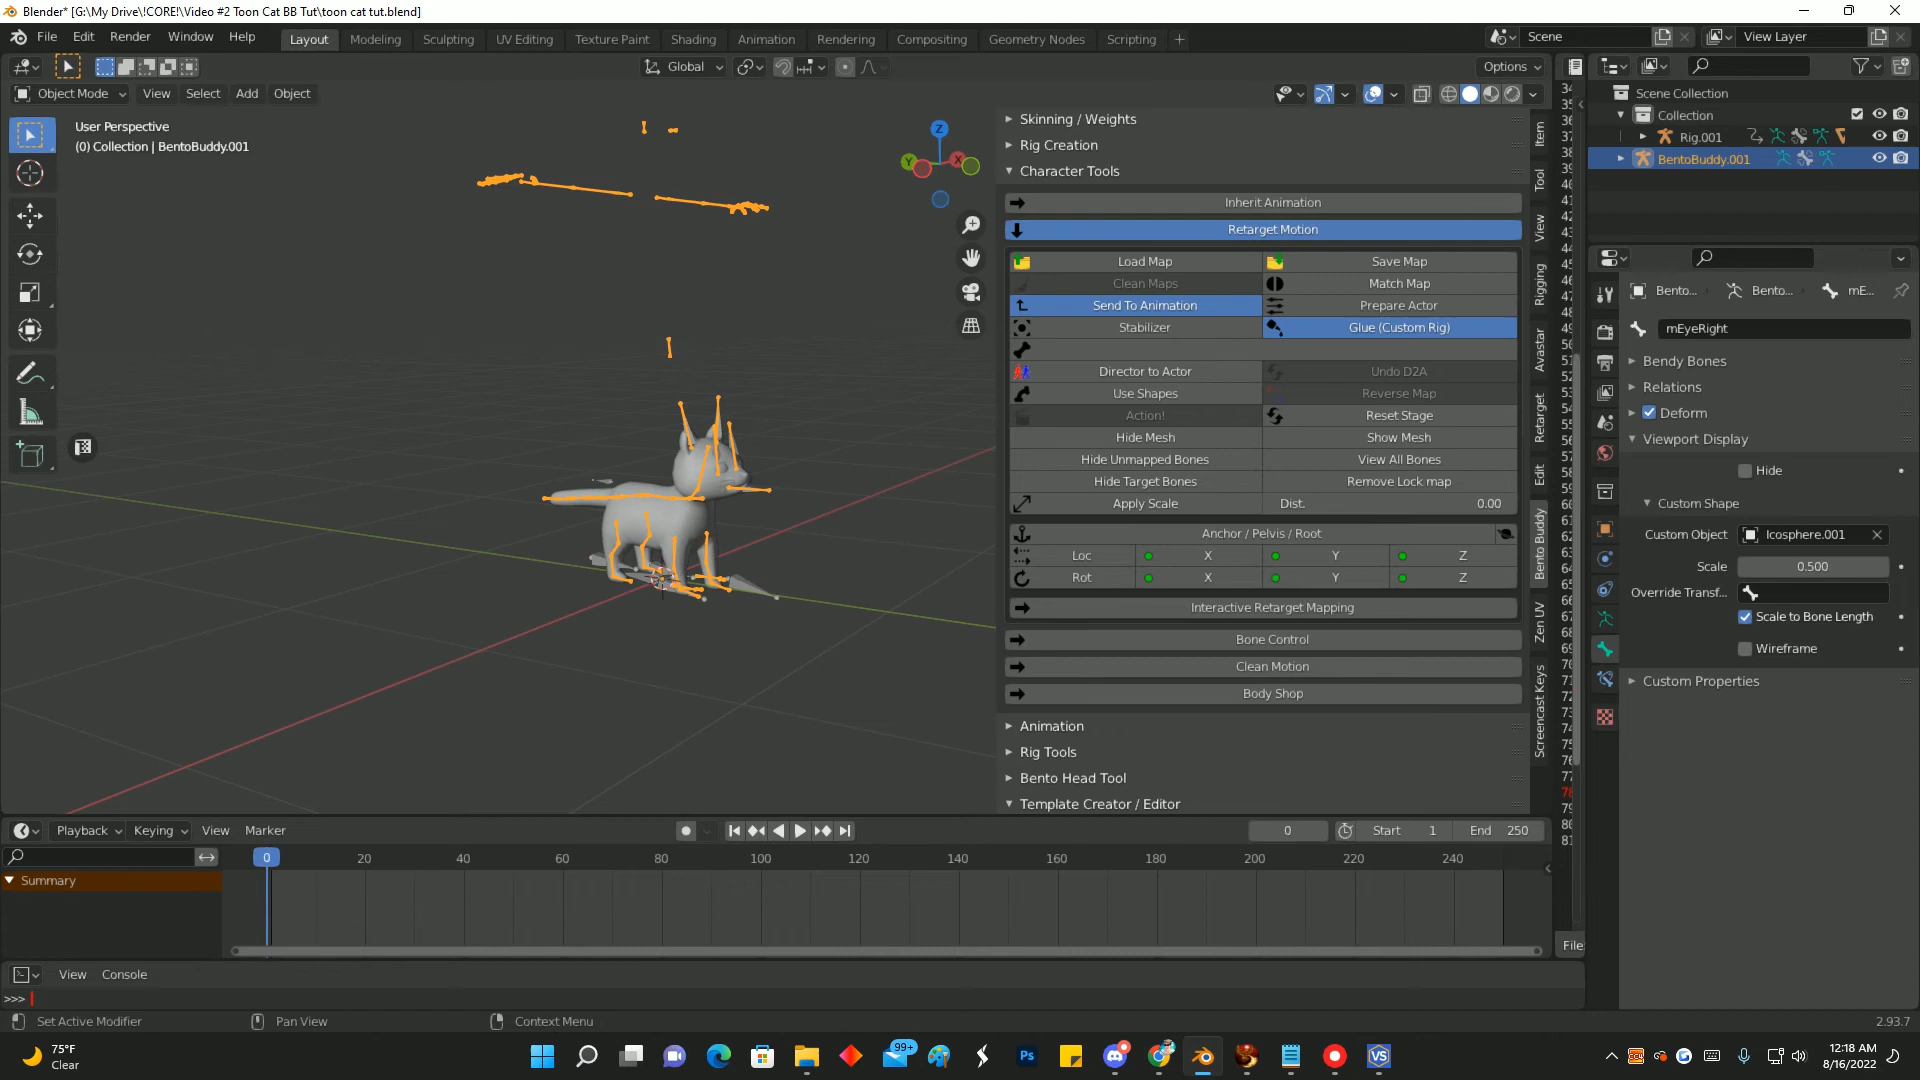 Blender* [G:\My Drive\!CORE!\Video #2 Toon Cat BB Tut\toon cat tut.blend]
File Edit Render Window Help Layout Modeling Sculpting UV Editing Texture Paint Shading Animation Rendering Compositing Geometry Nodes Scripting + Scene View Layer
Global Options
Object Mode View Select Add Object
User Perspective
(0) Collection | BentoBuddy.001
Z
Y
X
Skinning / Weights
Rig Creation
Character Tools
Inherit Animation
Retarget Motion
Load Map Save Map
Clean Maps Match Map
Send To Animation Prepare Actor
Stabilizer Glue (Custom Rig)
Director to Actor Undo D2A
Use Shapes Reverse Map
Action! Reset Stage
Hide Mesh Show Mesh
Hide Unmapped Bones View All Bones
Hide Target Bones Remove Lock map
Apply Scale Dist. 0.00
Anchor / Pelvis / Root
Loc X Y Z
Rot X Y Z
Interactive Retarget Mapping
Bone Control
Clean Motion
Body Shop
Animation
Rig Tools
Bento Head Tool
Template Creator / Editor
Item
Tool
View
Rigging
Avastar
Retarget
Edit
Bento Buddy
Zen UV
Screencast Keys
Scene Collection
Collection
Rig.001
BentoBuddy.001
Bento... Bento... mE...
mEyeRight
Bendy Bones
Relations
Deform
Viewport Display
Hide
Custom Shape
Custom Object Icosphere.001
Scale 0.500
Override Transf...
Scale to Bone Length
Wireframe
Custom Properties
Playback Keying View Marker 0 Start 1 End 250
0 20 40 60 80 100 120 140 160 180 200 220 240
Summary
File
View Console
>>>
Set Active Modifier Pan View Context Menu 2.93.7
75°F
Clear
99+
Ps
VS
12:18 AM
8/16/2022